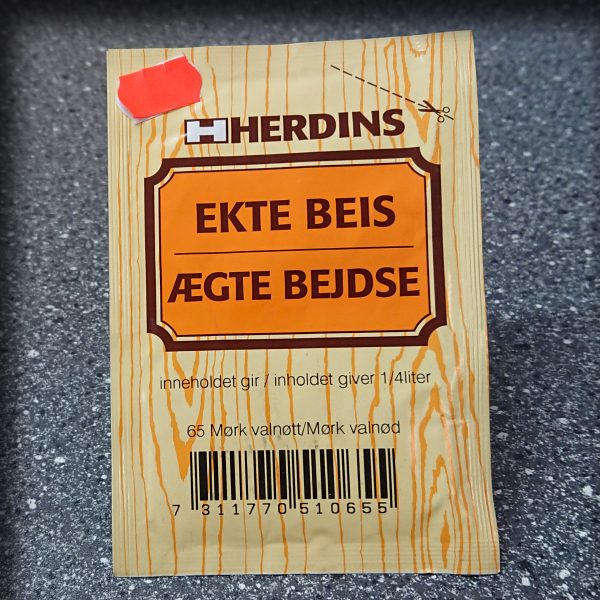 HERDINS
EKTE BEIS
ÆGTE BEJDSE
inneholdet gir / inholdet giver 1/4liter
65 Mørk valnøtt/Mørk valnød
7 311770 510655